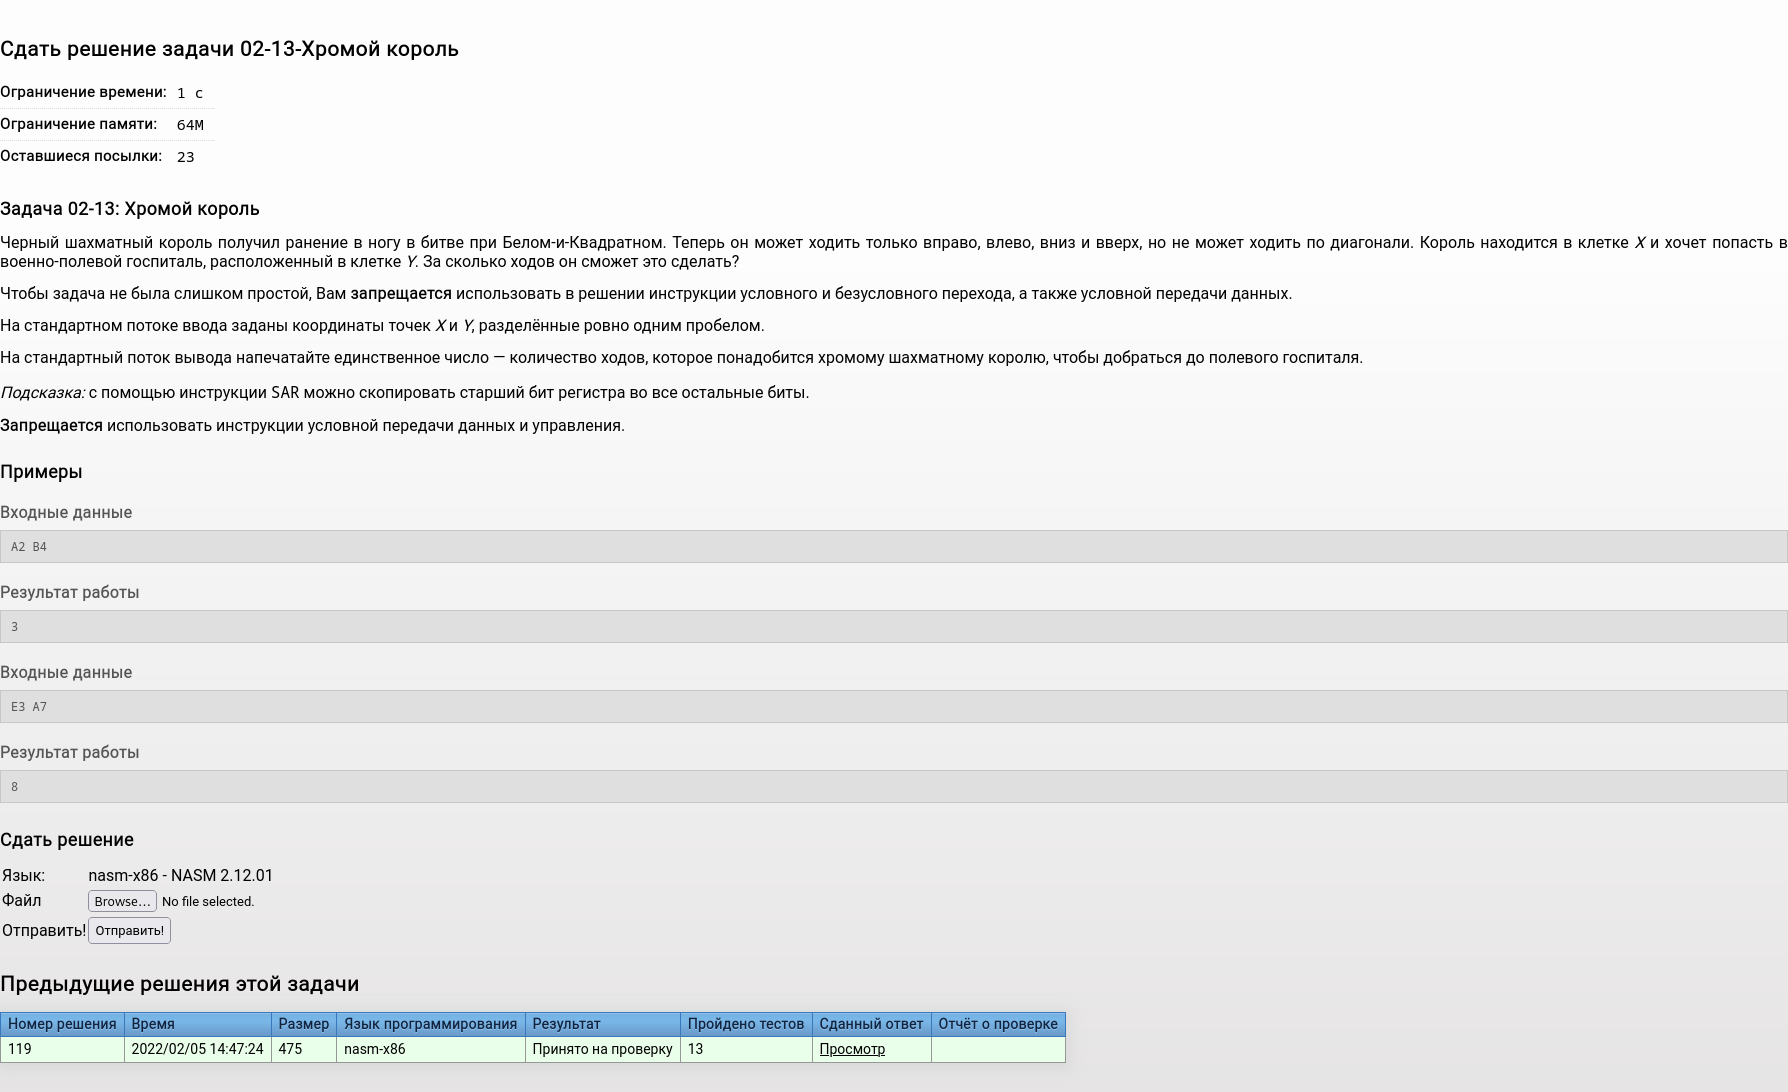 Сдать решение задачи 02-13-Хромой король
Ограничение времени: 1 с
Ограничение памяти: 64M
Оставшиеся посылки: 23
Задача 02-13: Хромой король
Черный шахматный король получил ранение в ногу в битве при Белом-и-Квадратном. Теперь он может ходить только вправо, влево, вниз и вверх, но не может ходить по диагонали. Король находится в клетке X и хочет попасть в
военно-полевой госпиталь, расположенный в клетке Y. За сколько ходов он сможет это сделать?
Чтобы задача не была слишком простой, Вам запрещается использовать в решении инструкции условного и безусловного перехода, а также условной передачи данных.
На стандартном потоке ввода заданы координаты точек X и Y, разделённые ровно одним пробелом.
На стандартный поток вывода напечатайте единственное число — количество ходов, которое понадобится хромому шахматному королю, чтобы добраться до полевого госпиталя.
Подсказка: с помощью инструкции SAR можно скопировать старший бит регистра во все остальные биты.
Запрещается использовать инструкции условной передачи данных и управления.
Примеры
Входные данные
A2 B4
Результат работы
3
Входные данные
E3 A7
Результат работы
8
Сдать решение
Язык: nasm-x86 - NASM 2.12.01
Файл Browse... No file selected.
Отправить! Отправить!
Предыдущие решения этой задачи
Номер решения Время Размер Язык программирования Результат Пройдено тестов Сданный ответ Отчёт о проверке
119 2022/02/05 14:47:24 475 nasm-x86 Принято на проверку 13 Просмотр